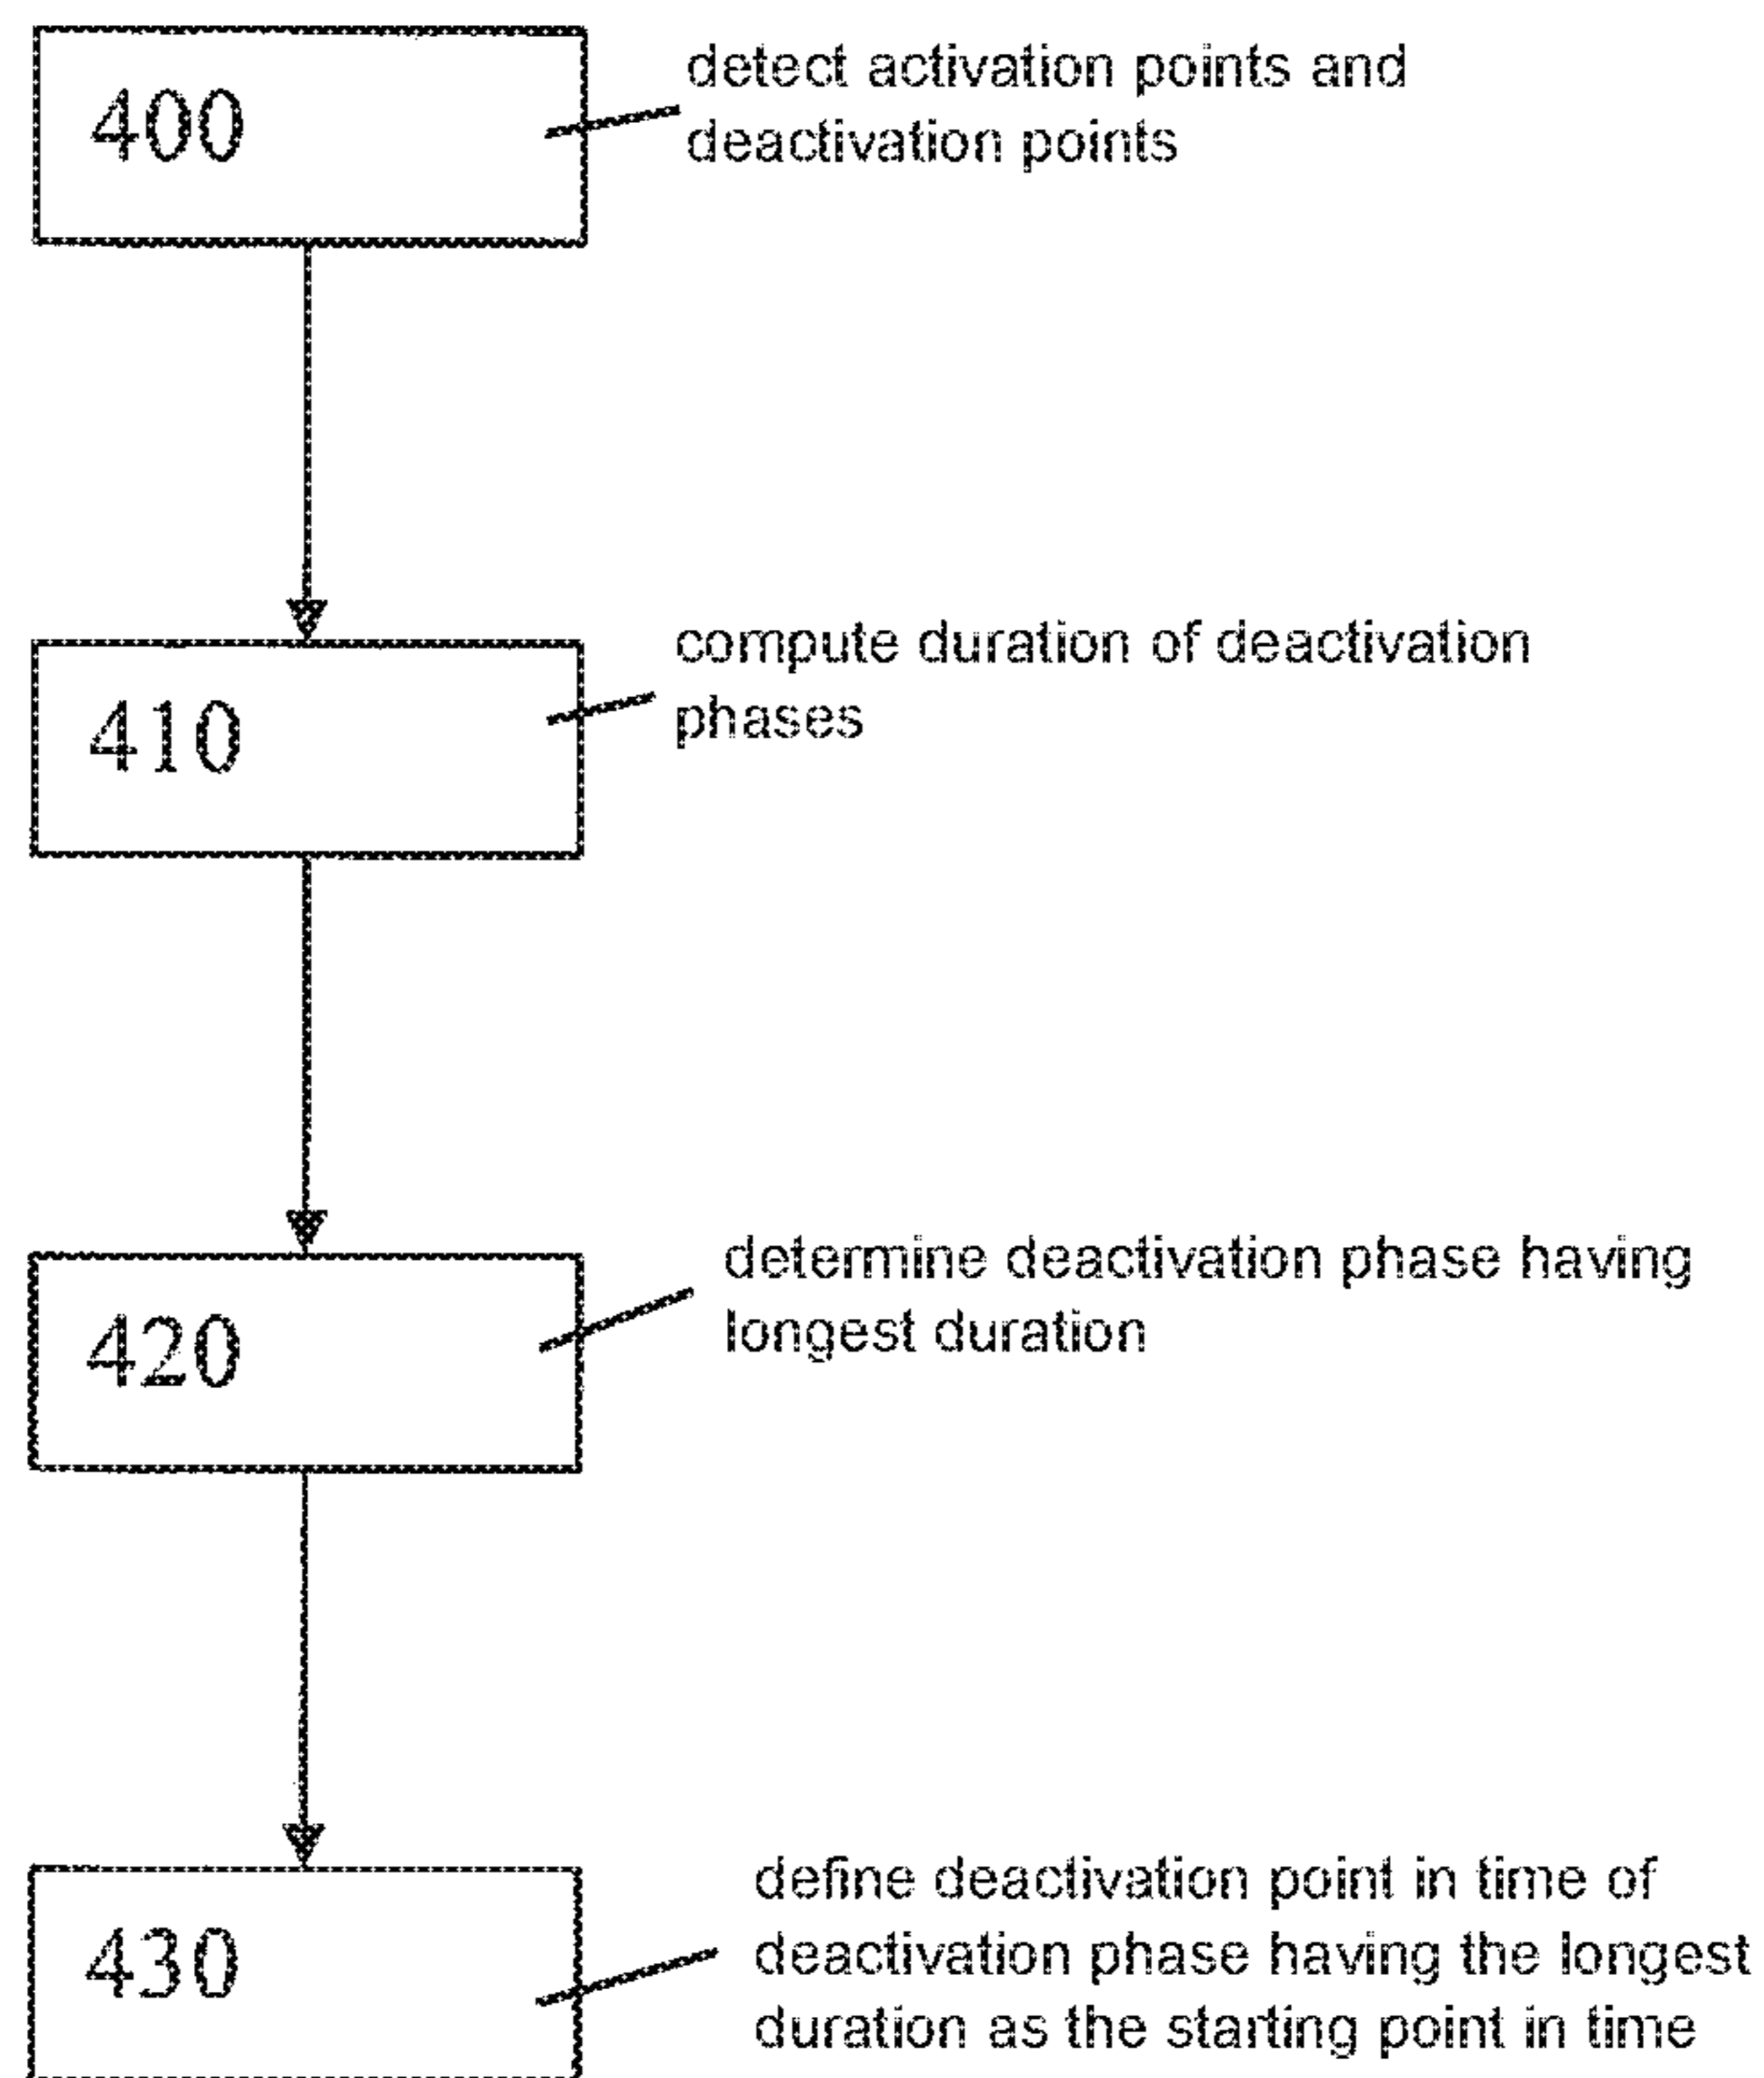 400
detect activation points and
deactivation points
410
compute duration of deactivation
phases
420
determine deactivation phase having
longest duration
430
define deactivation point in time of
deactivation phase having the longest
duration as the starting point in time